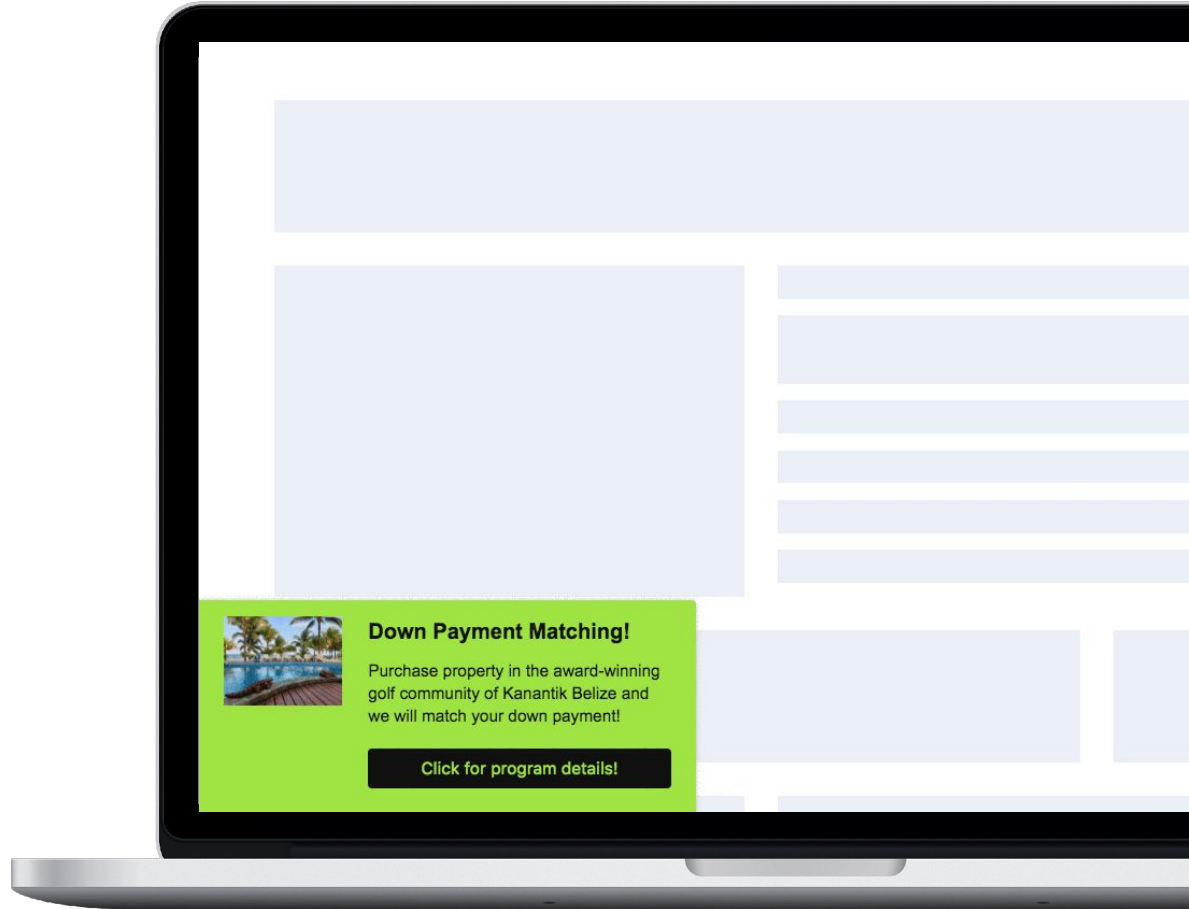 Down Payment Matching!
Purchase property in the award-winning
golf community of Kanantik Belize and
we will match your down payment!
Click for program details!